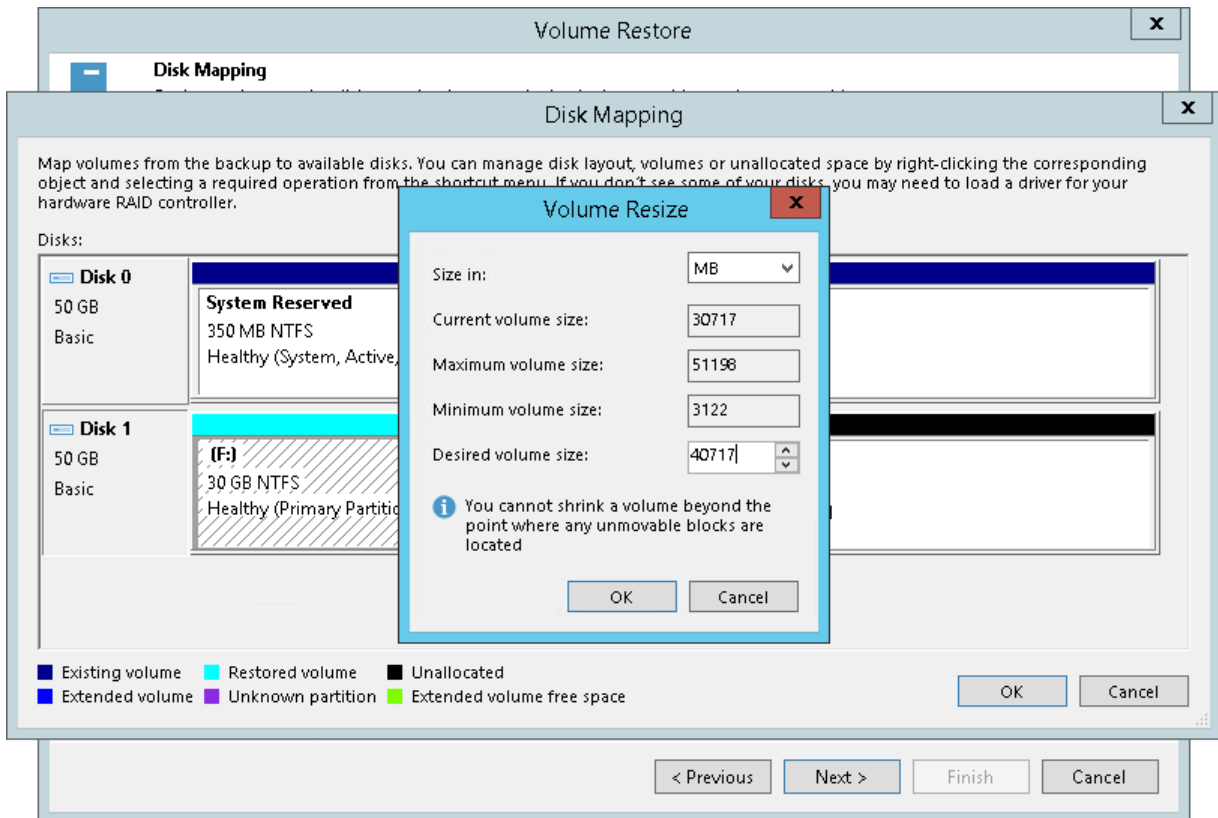 Volume Restore
X
Disk Mapping
Disk Mapping
X
Map volumes from the backup to available disks. You can manage disk layout, volumes or unallocated space by right-clicking the corresponding
object and selecting a required operation from the shortcut menu. If you don't see some of your disks, you may need to load a driver for your
hardware RAID controller.
Disks:
Disk 0
50 GB
Basic
System Reserved
350 MB NTFS
Healthy (System, Active,
Disk 1
50 GB
Basic
(F:)
30 GB NTFS
Healthy (Primary Partitio
Volume Resize
X
Size in:
MB
Current volume size:
30717
Maximum volume size:
51198
Minimum volume size:
3122
Desired volume size:
40717
You cannot shrink a volume beyond the
point where any unmovable blocks are
located
OK
Cancel
Existing volume
Restored volume
Unallocated
Extended volume
Unknown partition
Extended volume free space
OK
Cancel
< Previous
Next >
Finish
Cancel